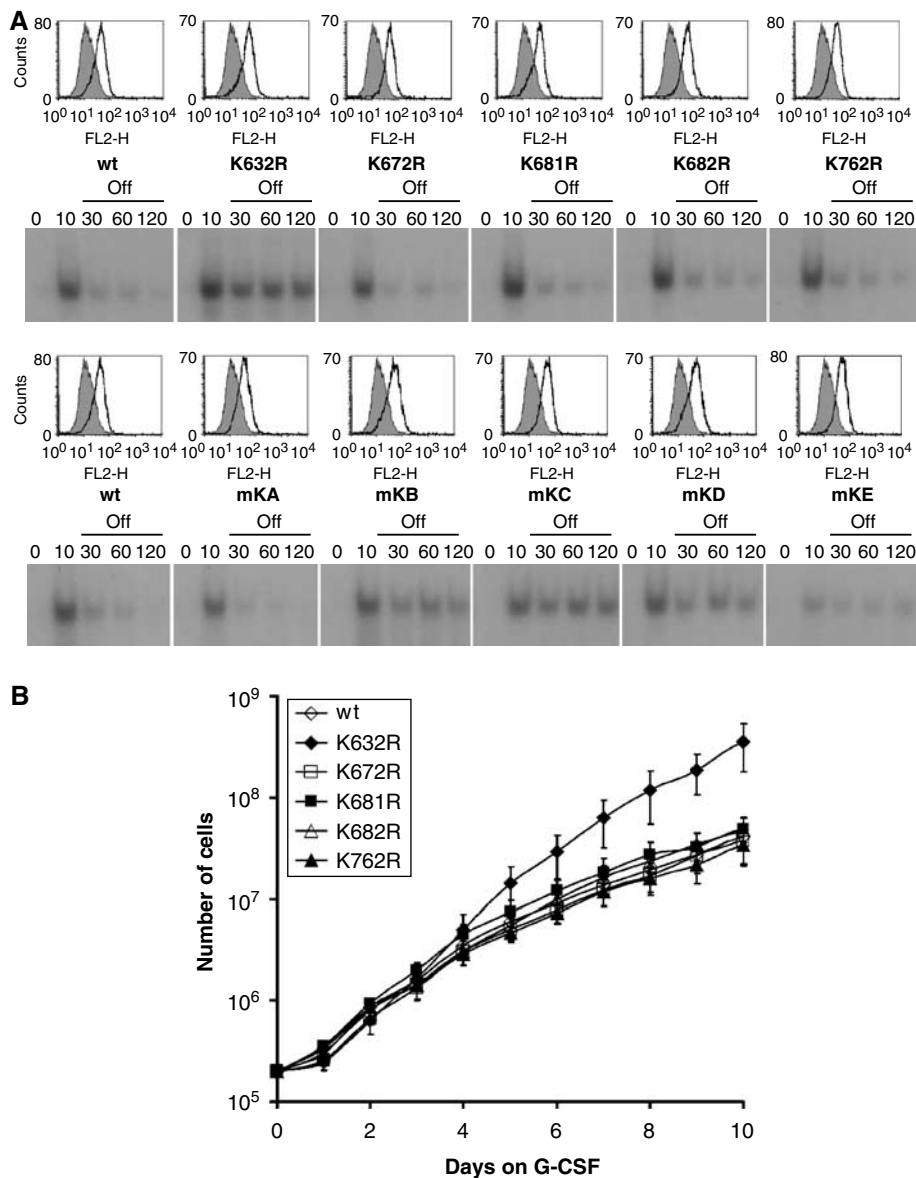 A
80 70 70 70 70 80
Counts
0 0 0 0 0 0
10⁰ 10¹ 10² 10³ 10⁴ 10⁰ 10¹ 10² 10³ 10⁴ 10⁰ 10¹ 10² 10³ 10⁴ 10⁰ 10¹ 10² 10³ 10⁴ 10⁰ 10¹ 10² 10³ 10⁴ 10⁰ 10¹ 10² 10³ 10⁴
FL2-H FL2-H FL2-H FL2-H FL2-H FL2-H
wt K632R K672R K681R K682R K762R
Off Off Off Off Off Off
0 10 30 60 120 0 10 30 60 120 0 10 30 60 120 0 10 30 60 120 0 10 30 60 120 0 10 30 60 120
80 70 70 70 70 80
Counts
0 0 0 0 0 0
10⁰ 10¹ 10² 10³ 10⁴ 10⁰ 10¹ 10² 10³ 10⁴ 10⁰ 10¹ 10² 10³ 10⁴ 10⁰ 10¹ 10² 10³ 10⁴ 10⁰ 10¹ 10² 10³ 10⁴ 10⁰ 10¹ 10² 10³ 10⁴
FL2-H FL2-H FL2-H FL2-H FL2-H FL2-H
wt mKA mKB mKC mKD mKE
Off Off Off Off Off Off
0 10 30 60 120 0 10 30 60 120 0 10 30 60 120 0 10 30 60 120 0 10 30 60 120 0 10 30 60 120
B
10⁹
wt
K632R
K672R
K681R
K682R
K762R
10⁸
10⁷
10⁶
10⁵
Number of cells
0 2 4 6 8 10
Days on G-CSF